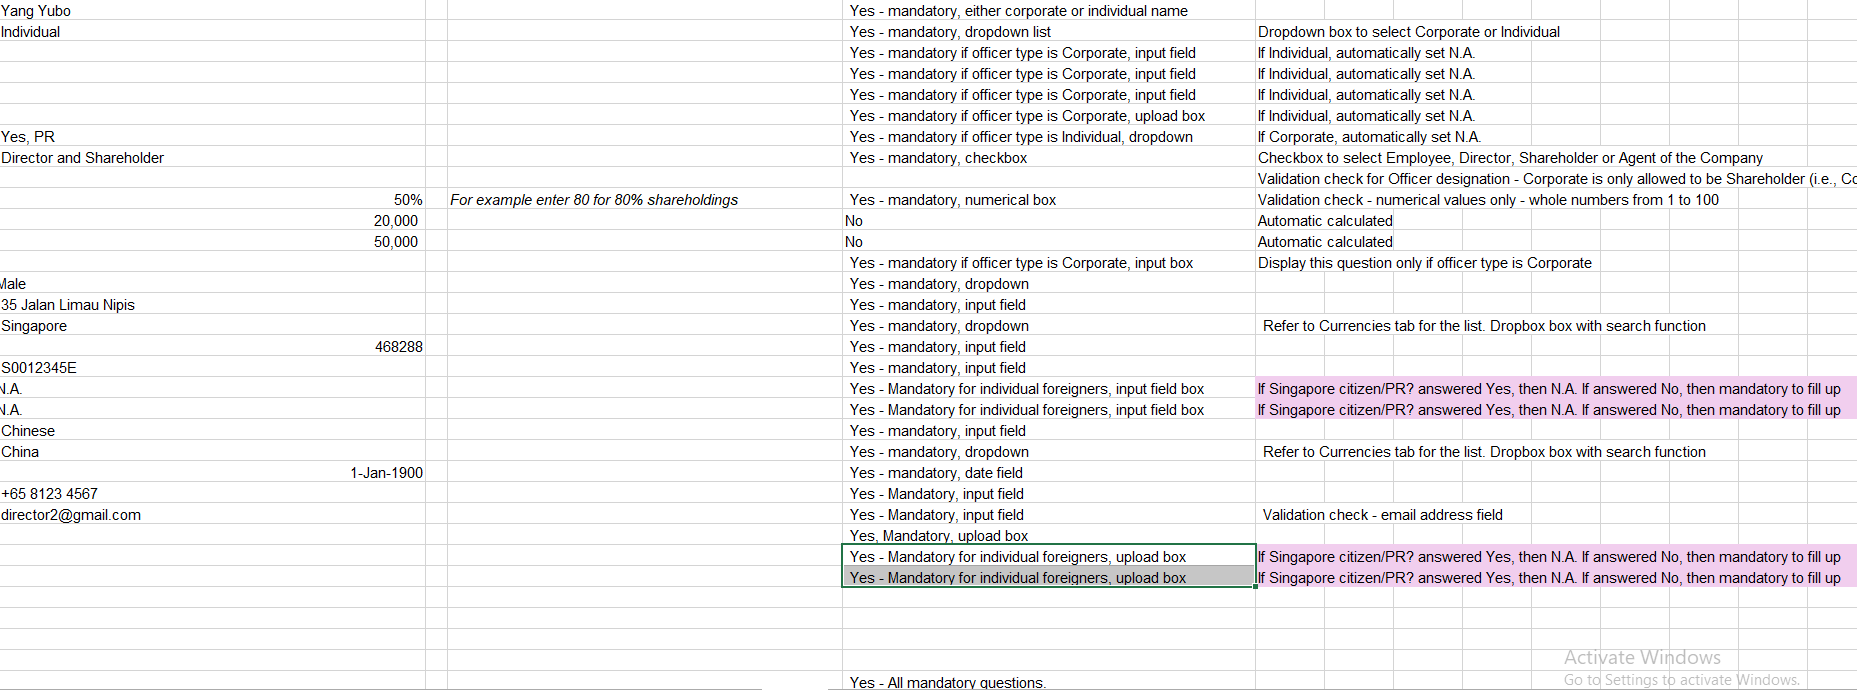 Yang Yubo Yes - mandatory, either corporate or individual name
Individual Yes - mandatory, dropdown list Dropdown box to select Corporate or Individual
Yes - mandatory if officer type is Corporate, input field If Individual, automatically set N.A.
Yes - mandatory if officer type is Corporate, input field If Individual, automatically set N.A.
Yes - mandatory if officer type is Corporate, input field If Individual, automatically set N.A.
Yes - mandatory if officer type is Corporate, upload box If Individual, automatically set N.A.
Yes, PR Yes - mandatory if officer type is Individual, dropdown If Corporate, automatically set N.A.
Director and Shareholder Yes - mandatory, checkbox Checkbox to select Employee, Director, Shareholder or Agent of the Company
Validation check for Officer designation - Corporate is only allowed to be Shareholder (i.e., Co
50% For example enter 80 for 80% shareholdings Yes - mandatory, numerical box Validation check - numerical values only - whole numbers from 1 to 100
20,000 No Automatic calculated
50,000 No Automatic calculated
Yes - mandatory if officer type is Corporate, input box Display this question only if officer type is Corporate
Male Yes - mandatory, dropdown
35 Jalan Limau Nipis Yes - mandatory, input field
Singapore Yes - mandatory, dropdown Refer to Currencies tab for the list. Dropbox box with search function
468288 Yes - mandatory, input field
S0012345E Yes - mandatory, input field
N.A. Yes - Mandatory for individual foreigners, input field box If Singapore citizen/PR? answered Yes, then N.A. If answered No, then mandatory to fill up
N.A. Yes - Mandatory for individual foreigners, input field box If Singapore citizen/PR? answered Yes, then N.A. If answered No, then mandatory to fill up
Chinese Yes - mandatory, input field
China Yes - mandatory, dropdown Refer to Currencies tab for the list. Dropbox box with search function
1-Jan-1900 Yes - mandatory, date field
+65 8123 4567 Yes - Mandatory, input field
director2@gmail.com Yes - Mandatory, input field Validation check - email address field
Yes, Mandatory, upload box
Yes - Mandatory for individual foreigners, upload box If Singapore citizen/PR? answered Yes, then N.A. If answered No, then mandatory to fill up
Yes - Mandatory for individual foreigners, upload box If Singapore citizen/PR? answered Yes, then N.A. If answered No, then mandatory to fill up
Activate Windows
Go to Settings to activate Windows.
Yes - All mandatory questions.